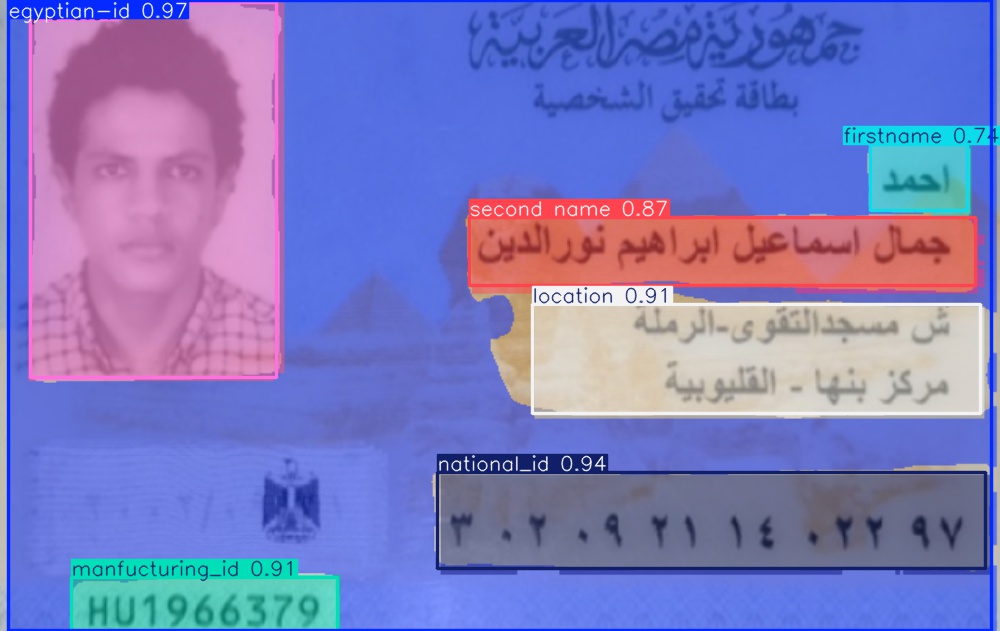 egyptian-id 0.97
جمهورية مصر العربية
بطاقة تحقيق الشخصية
firstname 0.74
احمد
second name 0.87
جمال اسماعيل ابراهيم نورالدين
location 0.91
ش مسجدالتقوى-الرملة
مركز بنها - القليوبية
national_id 0.94
٣ ٠٢ ٠٩ ٢١ ١٤ ٠٢٢ ٩٧
manfucturing_id 0.91
HU1966379